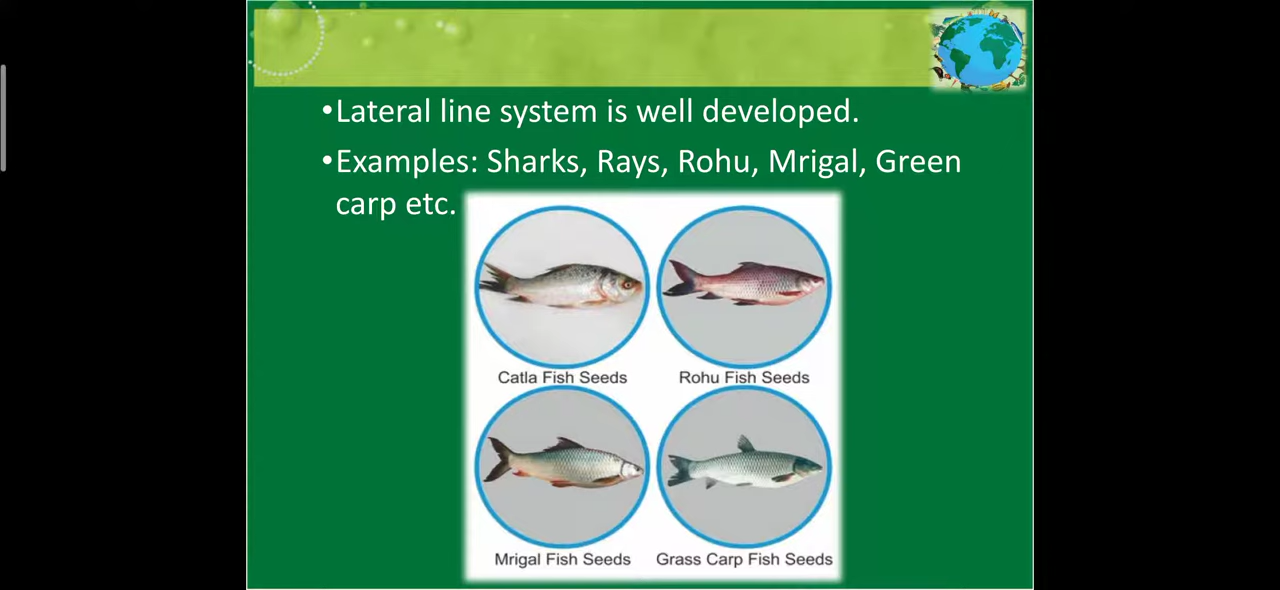 •Lateral line system is well developed.
•Examples: Sharks, Rays, Rohu, Mrigal, Green
carp etc.
Catla Fish Seeds
Rohu Fish Seeds
Mrigal Fish Seeds
Grass Carp Fish Seeds